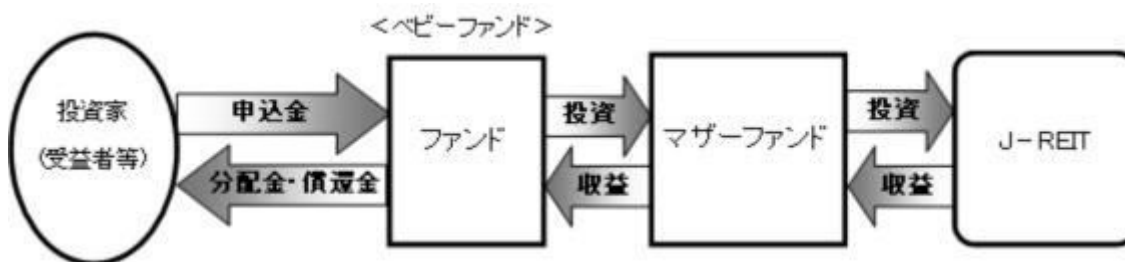 <ベビーファンド>
投資家
(受益者等)
申込金
分配金・償還金
ファンド
投資
収益
マザーファンド
投資
収益
J-REIT